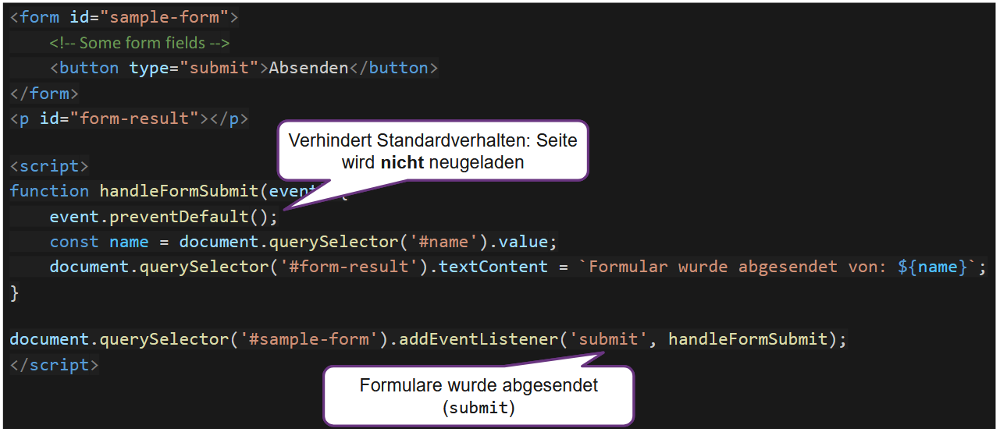 <form id="sample-form">
    <!-- Some form fields -->
    <button type="submit">Absenden</button>
</form>
<p id="form-result"></p>
Verhindert Standardverhalten: Seite
wird nicht neugeladen
<script>
function handleFormSubmit(event) {
    event.preventDefault();
    const name = document.querySelector('#name').value;
    document.querySelector('#form-result').textContent = `Formular wurde abgesendet von: ${name}`;
}
document.querySelector('#sample-form').addEventListener('submit', handleFormSubmit);
</script>
Formulare wurde abgesendet
(submit)